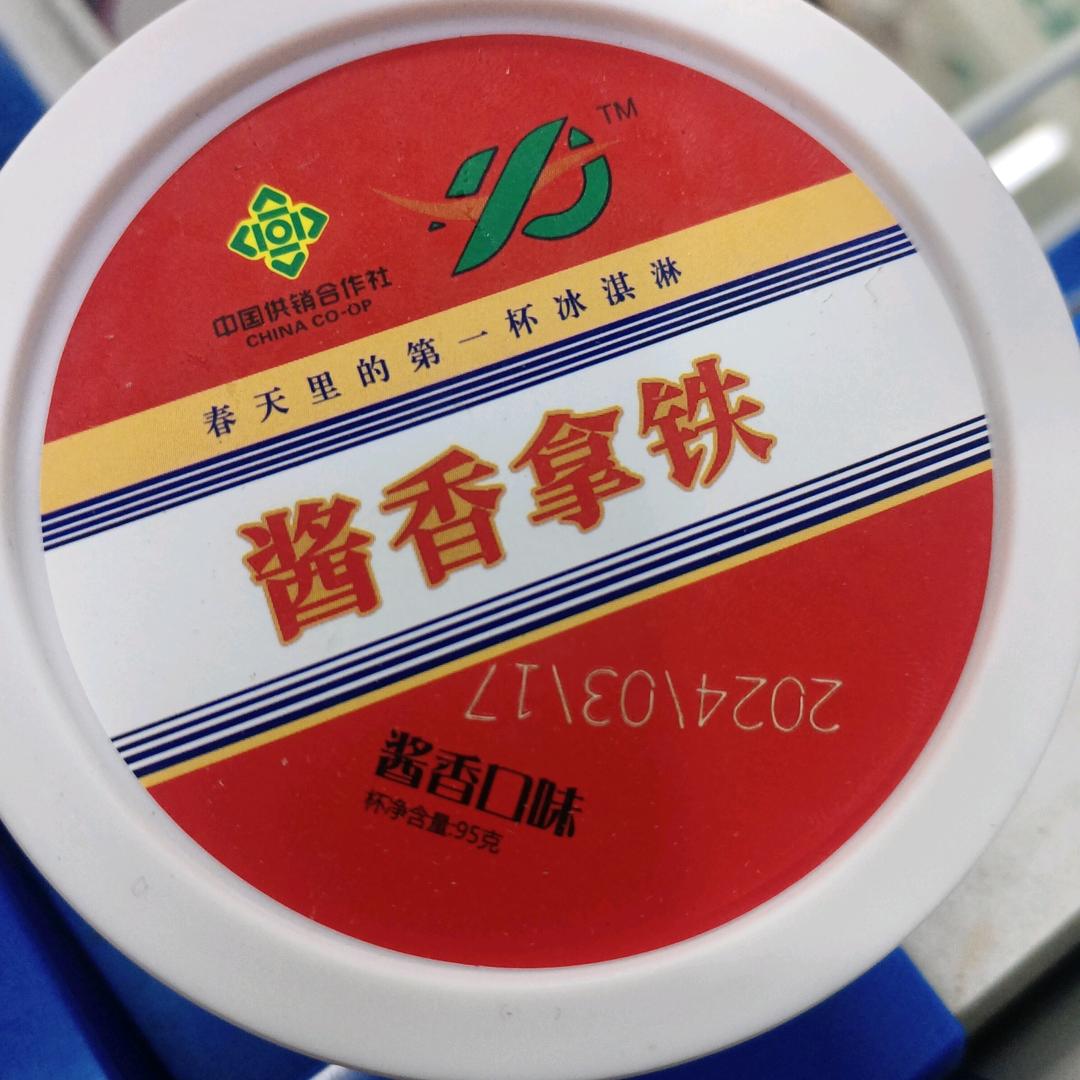 TM
中国供销合作社
CHINA CO-OP
春天里的第一杯冰淇淋
酱香拿铁
2024\03\17
酱香口味
杯净含量:95克